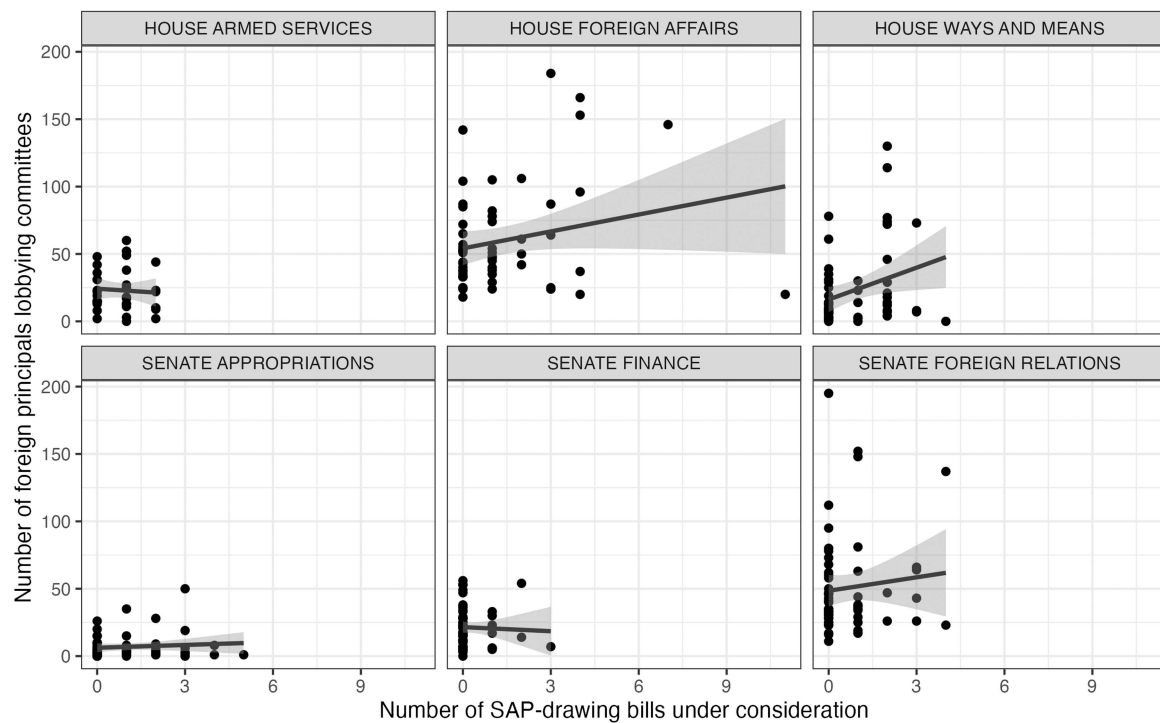 HOUSE ARMED SERVICES
HOUSE FOREIGN AFFAIRS
HOUSE WAYS AND MEANS
200
150
100
50
0
SENATE APPROPRIATIONS
SENATE FINANCE
SENATE FOREIGN RELATIONS
200
150
100
50
0
0 3 6 9
0 3 6 9
0 3 6 9
Number of SAP-drawing bills under consideration
Number of foreign principals lobbying committees